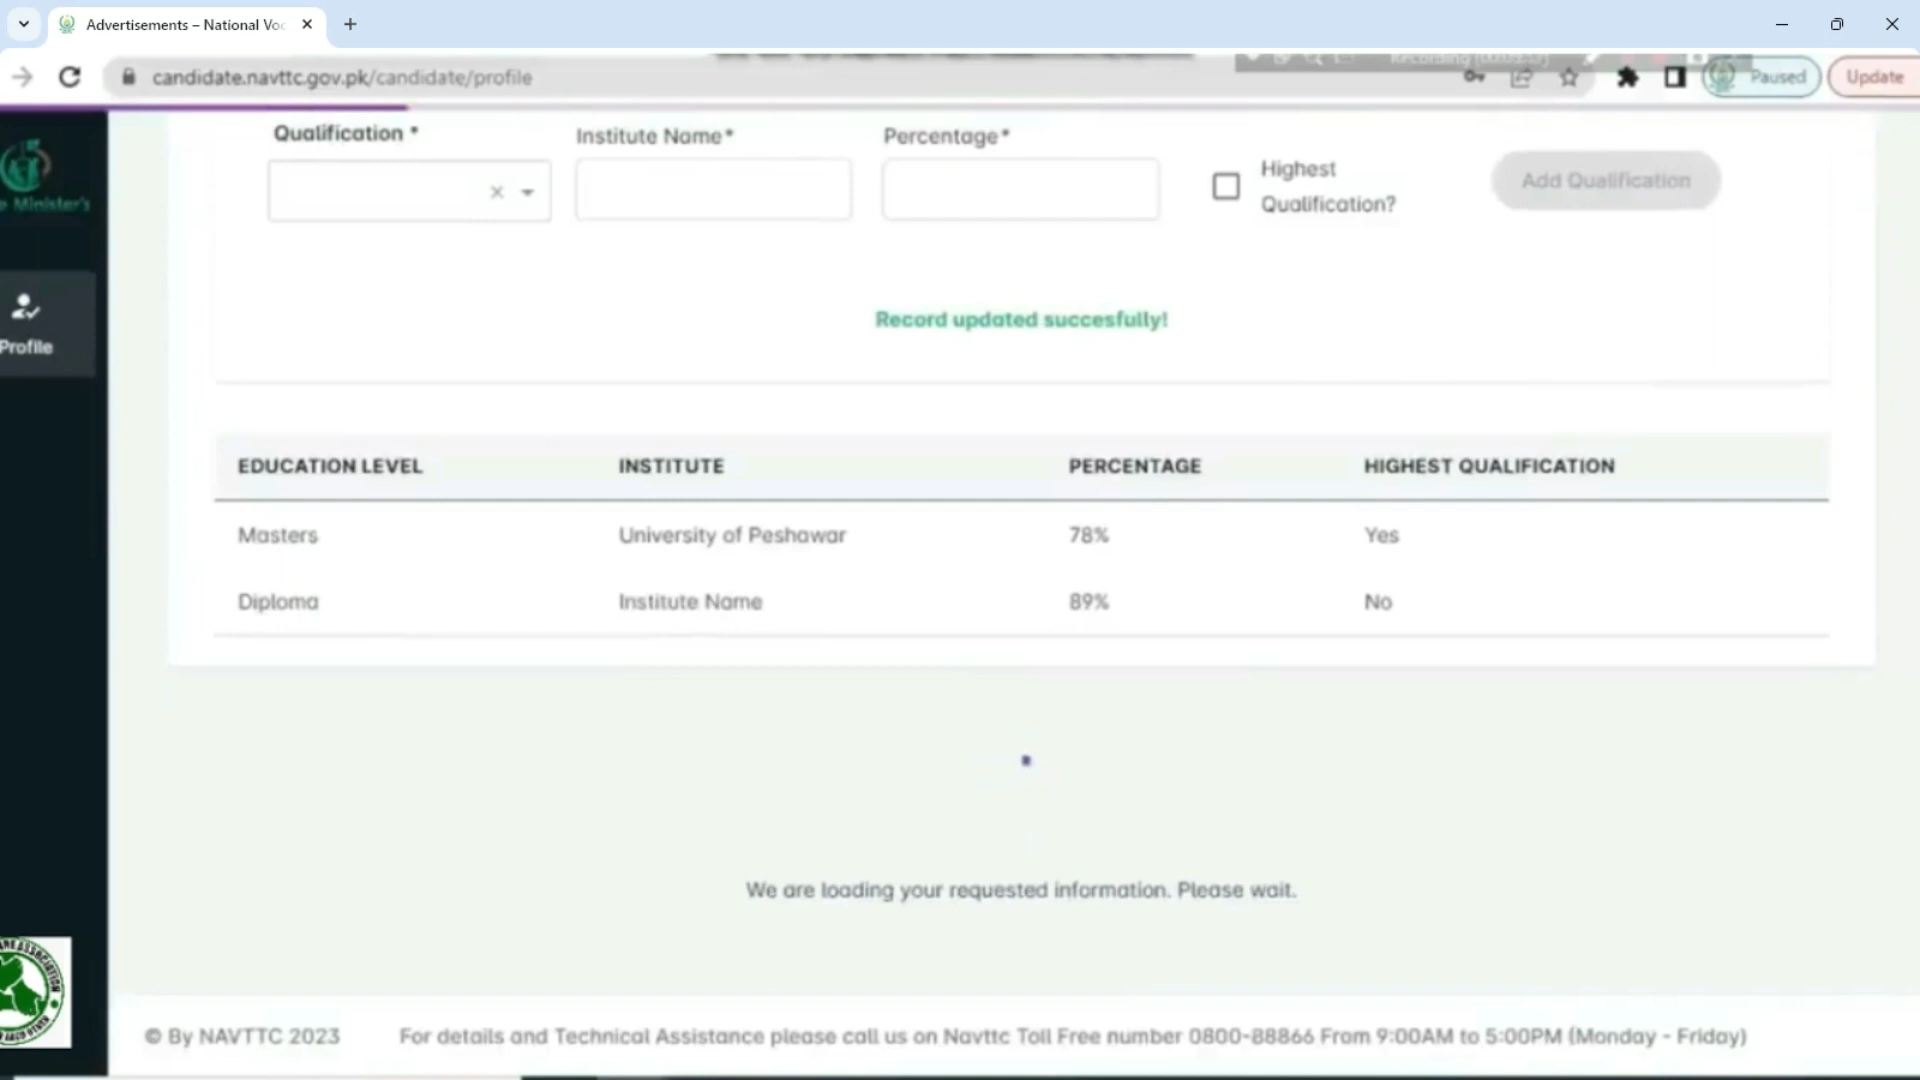 Advertisements – National Voc
candidate.navttc.gov.pk/candidate/profile
Paused
Update
Qualification *
Institute Name*
Percentage*
Highest
Qualification?
Add Qualification
Minister's
Profile
Record updated succesfully!
EDUCATION LEVEL INSTITUTE PERCENTAGE HIGHEST QUALIFICATION
Masters University of Peshawar 78% Yes
Diploma Institute Name 89% No
We are loading your requested information. Please wait.
© By NAVTTC 2023 For details and Technical Assistance please call us on Navttc Toll Free number 0800-88866 From 9:00AM to 5:00PM (Monday - Friday)